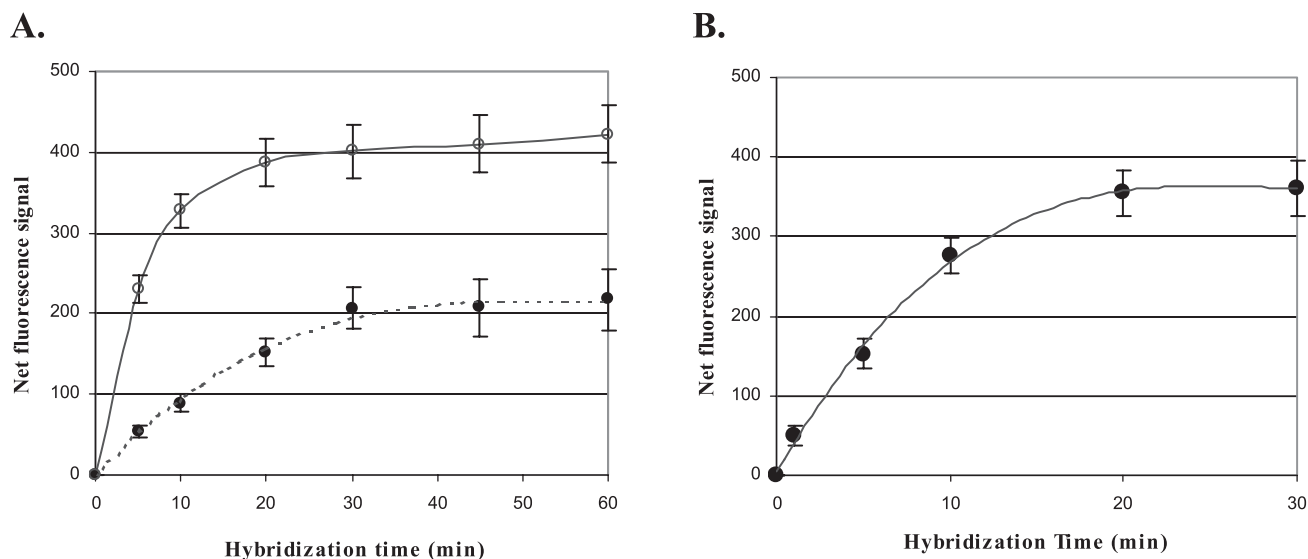 A.
500
400
300
200
100
0
Net fluorescence signal
0 10 20 30 40 50 60
Hybridization time (min)
B.
500
400
300
200
100
0
Net fluorescence signal
0 10 20 30
Hybridization Time (min)